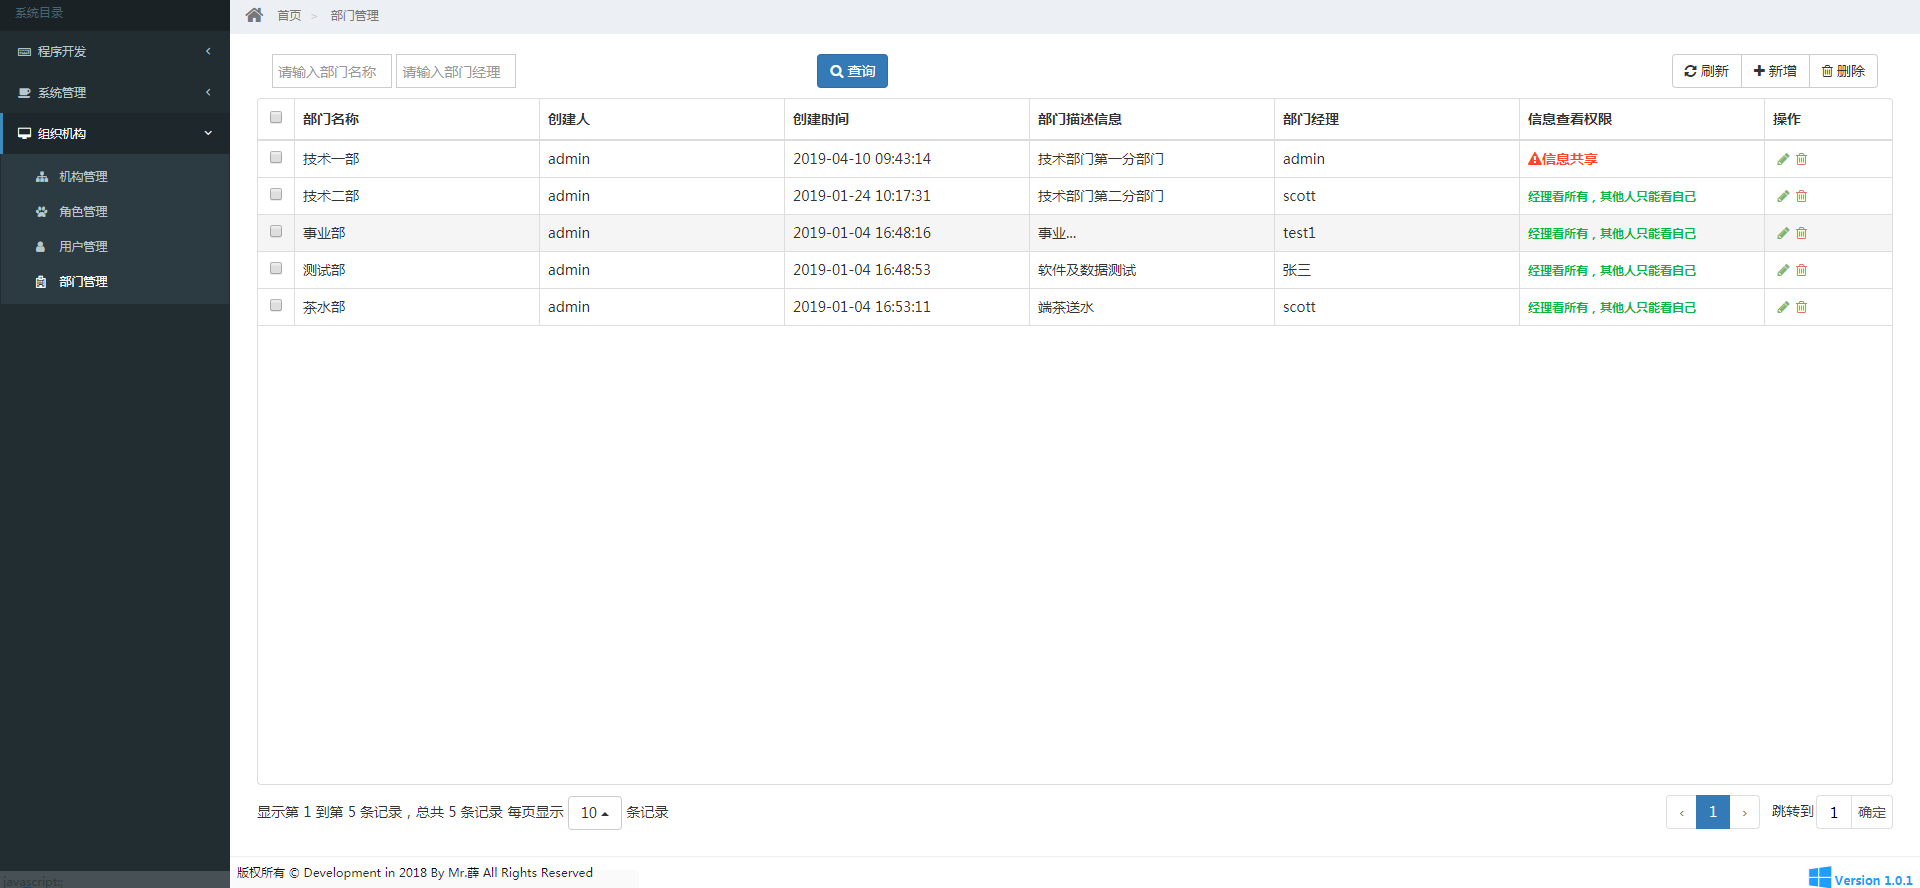 系统目录
首页 > 部门管理
程序开发
系统管理
组织机构
机构管理
角色管理
用户管理
部门管理
请输入部门名称 请输入部门经理 查询 刷新 新增 删除
部门名称 创建人 创建时间 部门描述信息 部门经理 信息查看权限 操作
技术一部 admin 2019-04-10 09:43:14 技术部门第一分部门 admin 信息共享
技术二部 admin 2019-01-24 10:17:31 技术部门第二分部门 scott 经理看所有，其他人只能看自己
事业部 admin 2019-01-04 16:48:16 事业... test1 经理看所有，其他人只能看自己
测试部 admin 2019-01-04 16:48:53 软件及数据测试 张三 经理看所有，其他人只能看自己
茶水部 admin 2019-01-04 16:53:11 端茶送水 scott 经理看所有，其他人只能看自己
显示第 1 到第 5 条记录，总共 5 条记录 每页显示 10 条记录 ‹ 1 › 跳转到 1 确定
版权所有 © Development in 2018 By Mr.薛 All Rights Reserved
Version 1.0.1
javascript:;